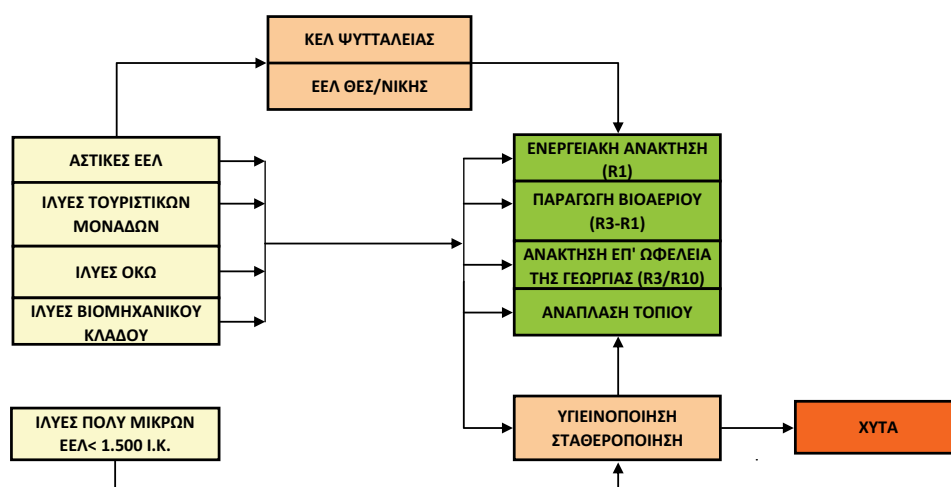 ΚΕΛ ΨΥΤΤΑΛΕΙΑΣ
ΕΕΛ ΘΕΣ/ΝΙΚΗΣ
ΑΣΤΙΚΕΣ ΕΕΛ
ΙΛΥΕΣ ΤΟΥΡΙΣΤΙΚΩΝ
ΜΟΝΑΔΩΝ
ΙΛΥΕΣ ΟΚΩ
ΙΛΥΕΣ ΒΙΟΜΗΧΑΝΙΚΟΥ
ΚΛΑΔΟΥ
ΕΝΕΡΓΕΙΑΚΗ ΑΝΑΚΤΗΣΗ
(R1)
ΠΑΡΑΓΩΓΗ ΒΙΟΑΕΡΙΟΥ
(R3-R1)
ΑΝΑΚΤΗΣΗ ΕΠ' ΩΦΕΛΕΙΑ
ΤΗΣ ΓΕΩΡΓΙΑΣ (R3/R10)
ΑΝΑΠΛΑΣΗ ΤΟΠΙΟΥ
ΙΛΥΕΣ ΠΟΛΥ ΜΙΚΡΩΝ
ΕΕΛ< 1.500 Ι.Κ.
ΥΓΙΕΙΝΟΠΟΙΗΣΗ
ΣΤΑΘΕΡΟΠΟΙΗΣΗ
ΧΥΤΑ